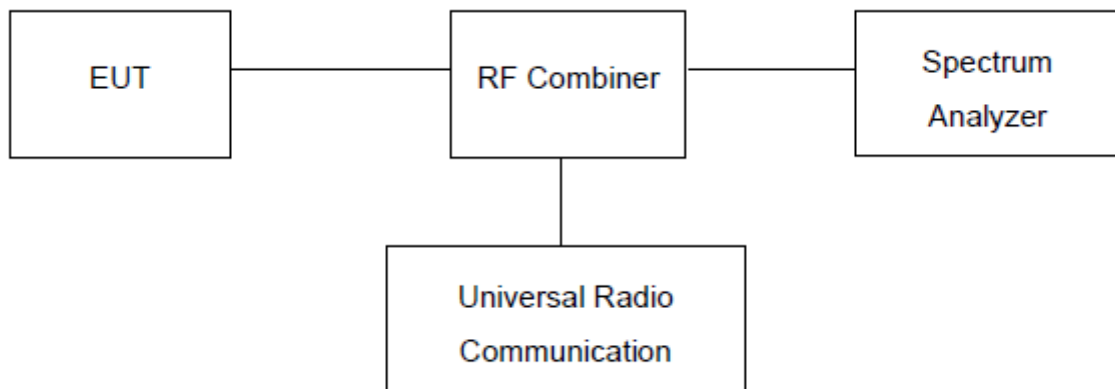 EUT
RF Combiner
Spectrum
Analyzer
Universal Radio
Communication